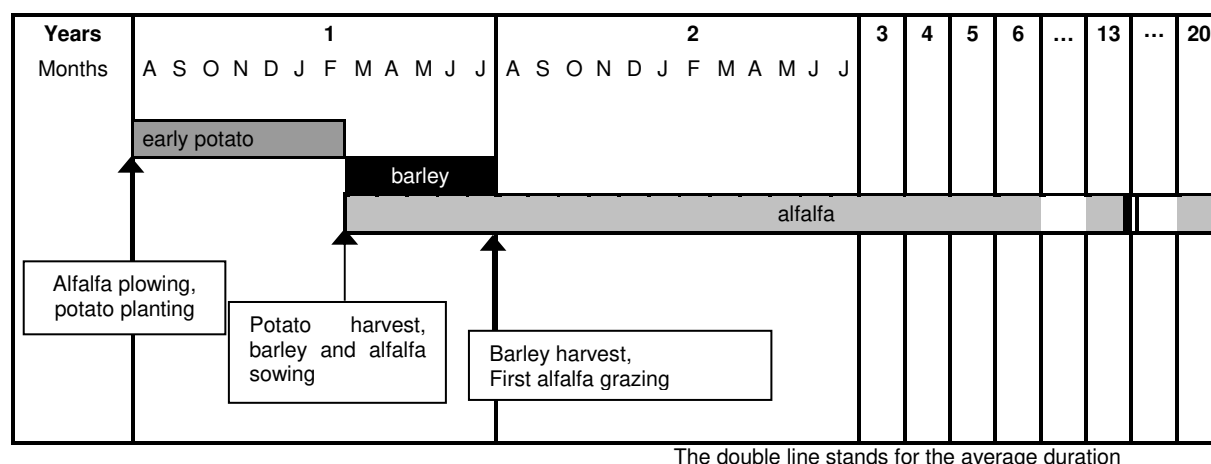 Years 1 2 3 4 5 6 ... 13 ... 20
Months A S O N D J F M A M J J A S O N D J F M A M J J
early potato
barley
alfalfa
Alfalfa plowing,
potato planting
Potato harvest,
barley and alfalfa
sowing
Barley harvest,
First alfalfa grazing
The double line stands for the average duration